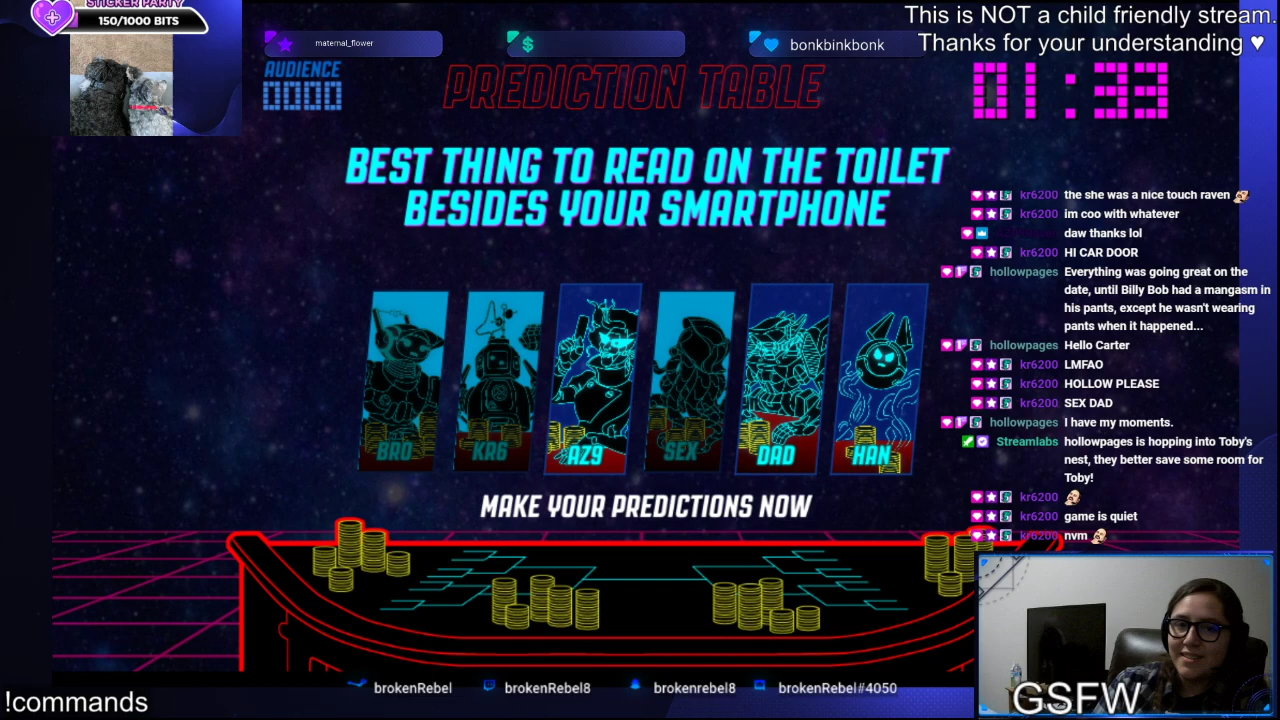 STICKER PARTY
150/1000 BITS
maternal_flower
bonkbinkbonk
This is NOT a child friendly stream.
Thanks for your understanding ♥
AUDIENCE
0000
PREDICTION TABLE
01:33
BEST THING TO READ ON THE TOILET
BESIDES YOUR SMARTPHONE
BRO
KR6
AZ9
SEX
DAD
HAN
MAKE YOUR PREDICTIONS NOW
kr6200 the she was a nice touch raven
kr6200 im coo with whatever
daw thanks lol
kr6200 HI CAR DOOR
hollowpages Everything was going great on the
date, until Billy Bob had a mangasm in
his pants, except he wasn't wearing
pants when it happened...
hollowpages Hello Carter
kr6200 LMFAO
kr6200 HOLLOW PLEASE
kr6200 SEX DAD
hollowpages I have my moments.
Streamlabs hollowpages is hopping into Toby's
nest, they better save some room for
Toby!
kr6200
kr6200 game is quiet
kr6200 nvm
brokenRebel
brokenRebel8
brokenrebel8
brokenRebel#4050
!commands
GSFW